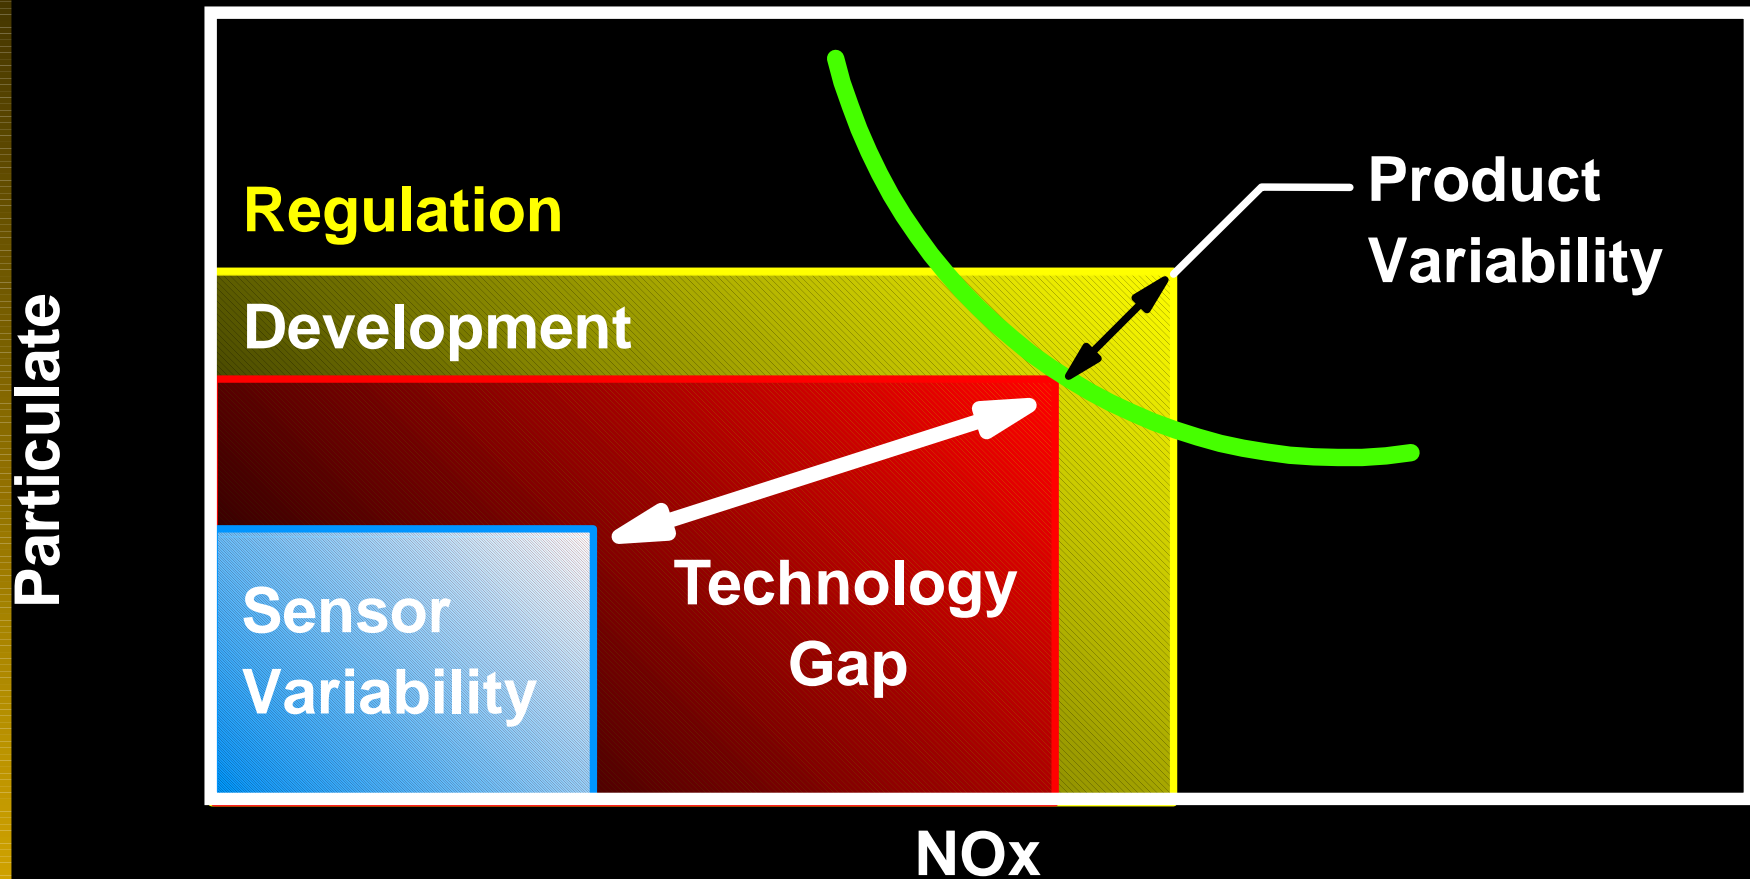 Regulation
Product
Variability
Development
Particulate
Technology
Gap
Sensor
Variability
NOx